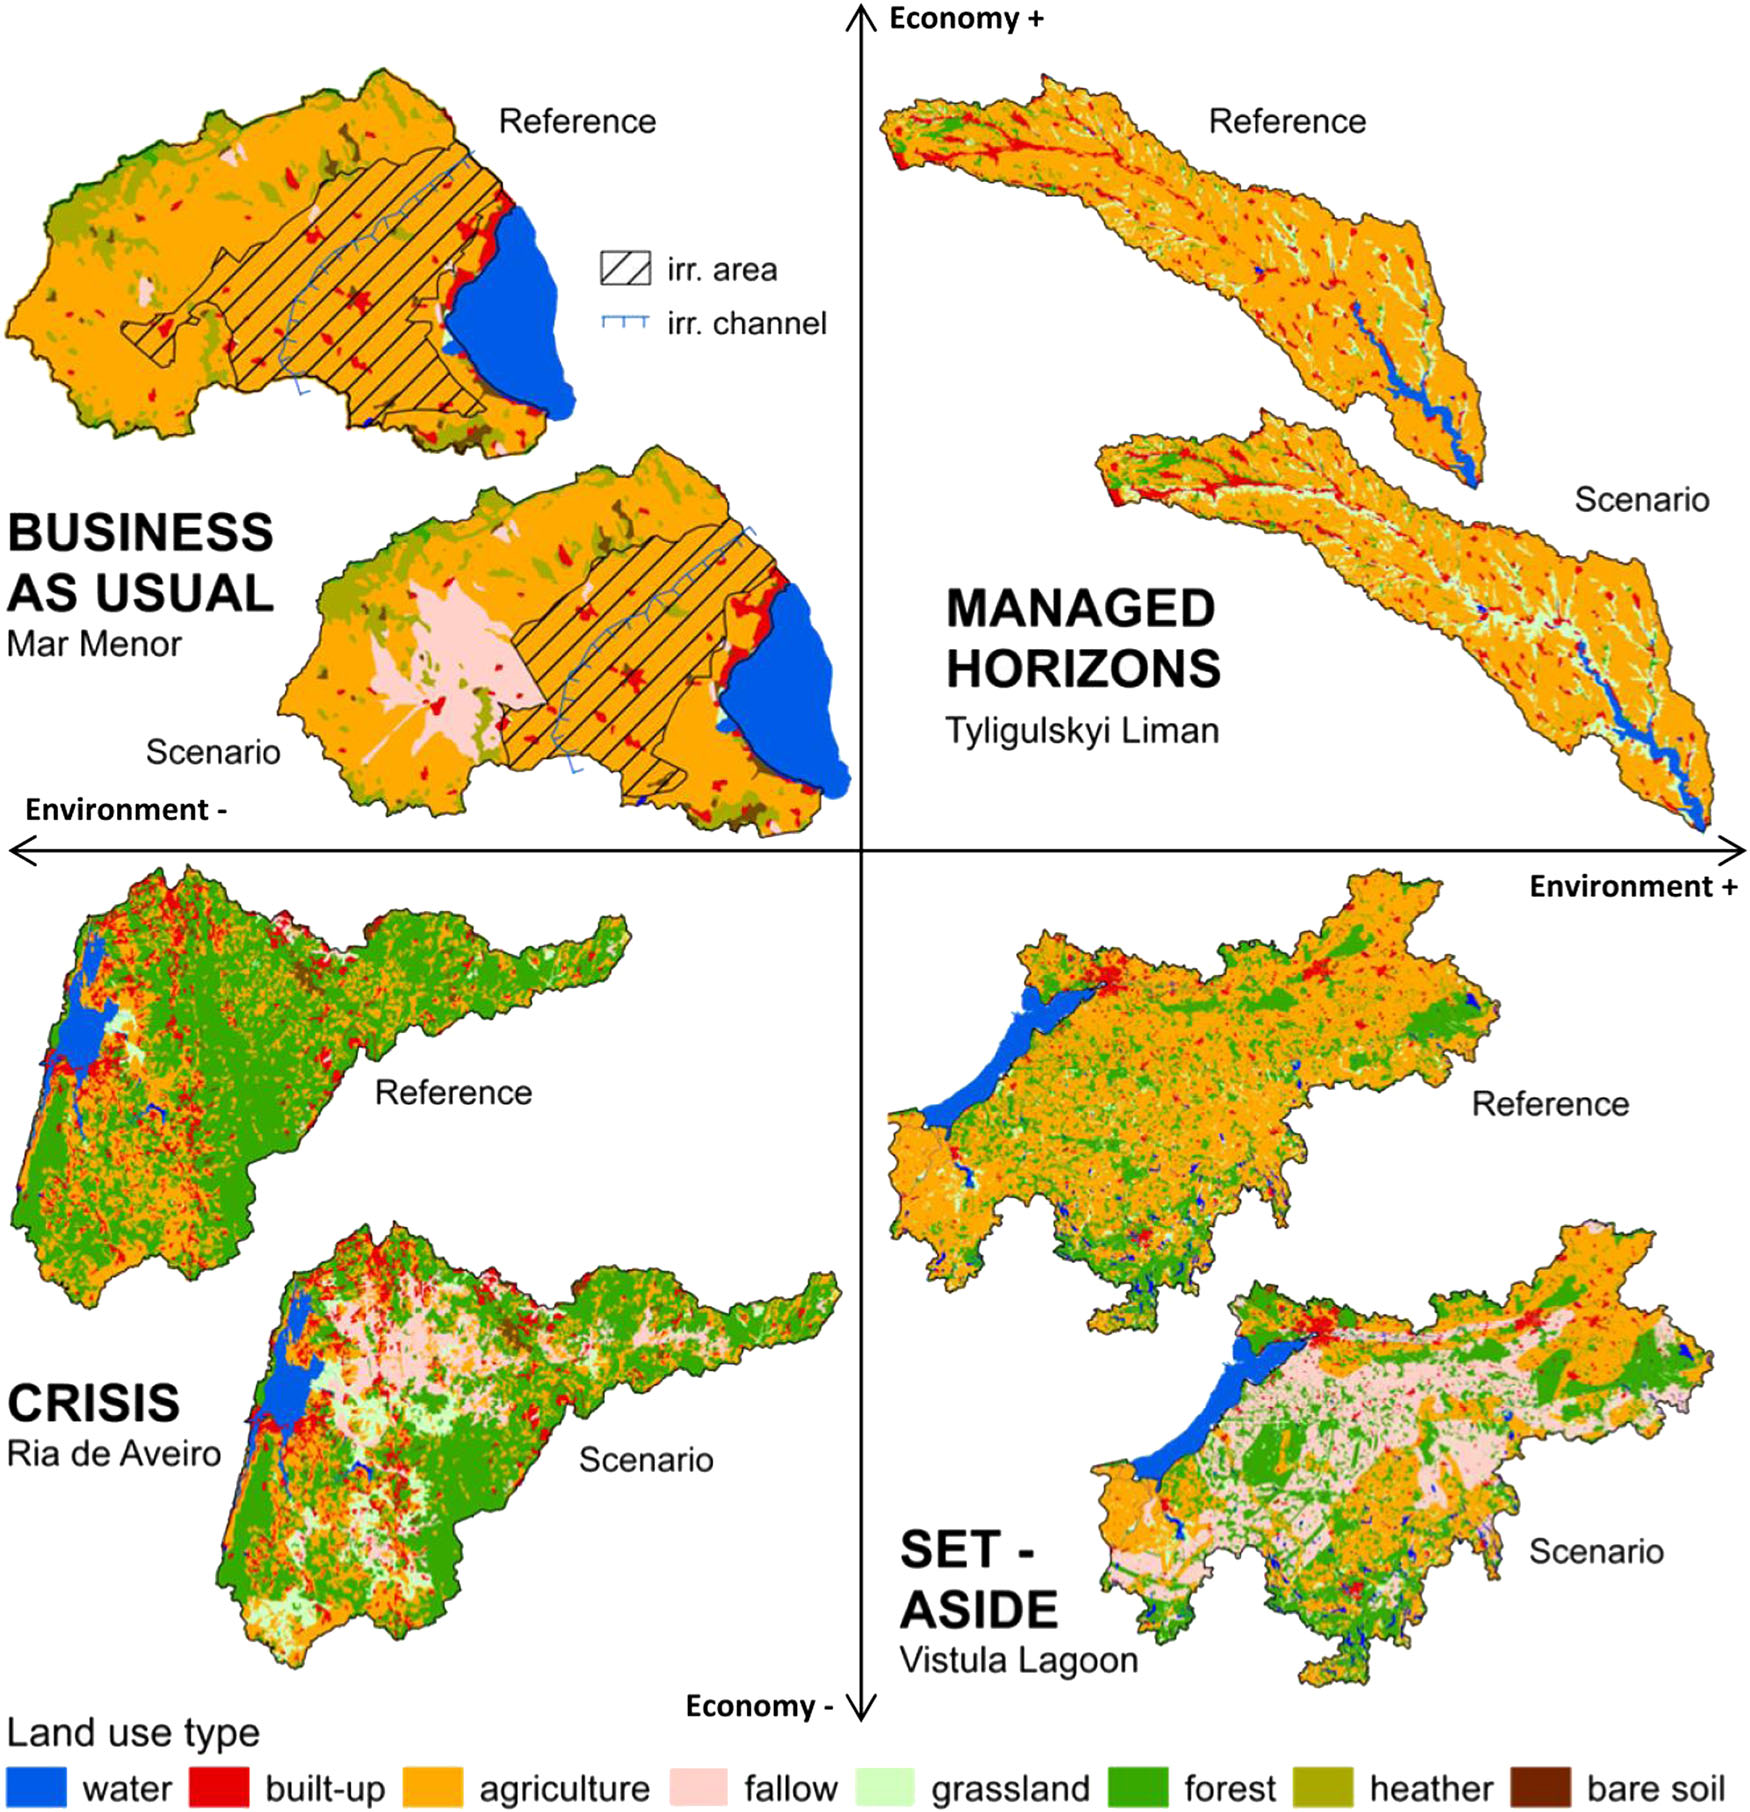 Economy +
Reference
irr. area
irr. channel
BUSINESS
AS USUAL
Mar Menor
Scenario
Environment -
Reference
Scenario
MANAGED
HORIZONS
Tyligulskyi Liman
Environment +
Reference
CRISIS
Ria de Aveiro
Scenario
Reference
SET -
ASIDE
Vistula Lagoon
Scenario
Economy -
Land use type
water built-up agriculture fallow grassland forest heather bare soil